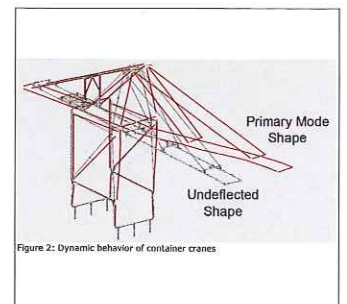 Primary Mode
Shape
Undeflected
Shape
Figure 2: Dynamic behavior of container cranes